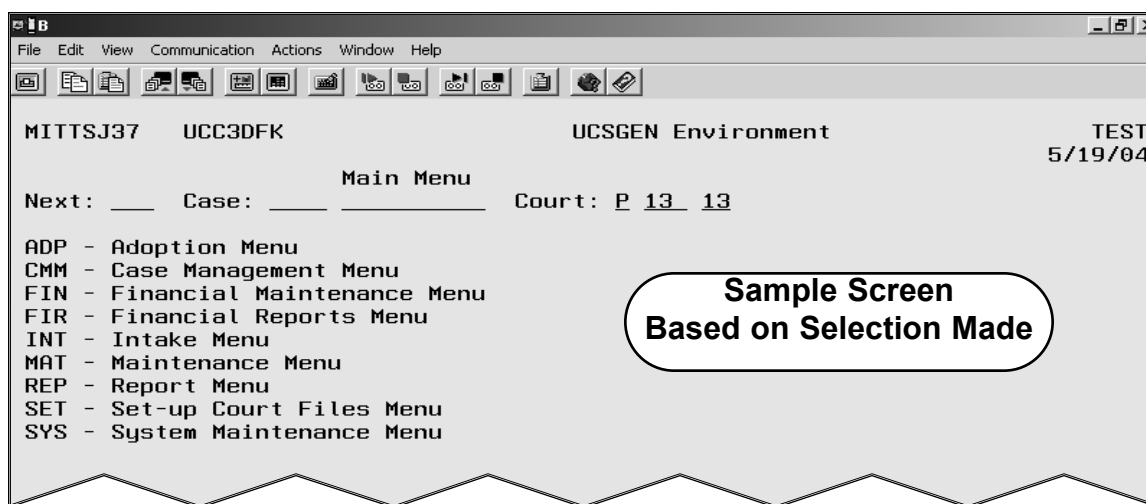 B
File Edit View Communication Actions Window Help
MITTSJ37 UCC3DFK UCSGEN Environment TEST
5/19/04
Main Menu
Next: ___ Case: ____ __________ Court: P 13 13
ADP - Adoption Menu
CMM - Case Management Menu
FIN - Financial Maintenance Menu
FIR - Financial Reports Menu
INT - Intake Menu
MAT - Maintenance Menu
REP - Report Menu
SET - Set-up Court Files Menu
SYS - System Maintenance Menu
Sample Screen
Based on Selection Made